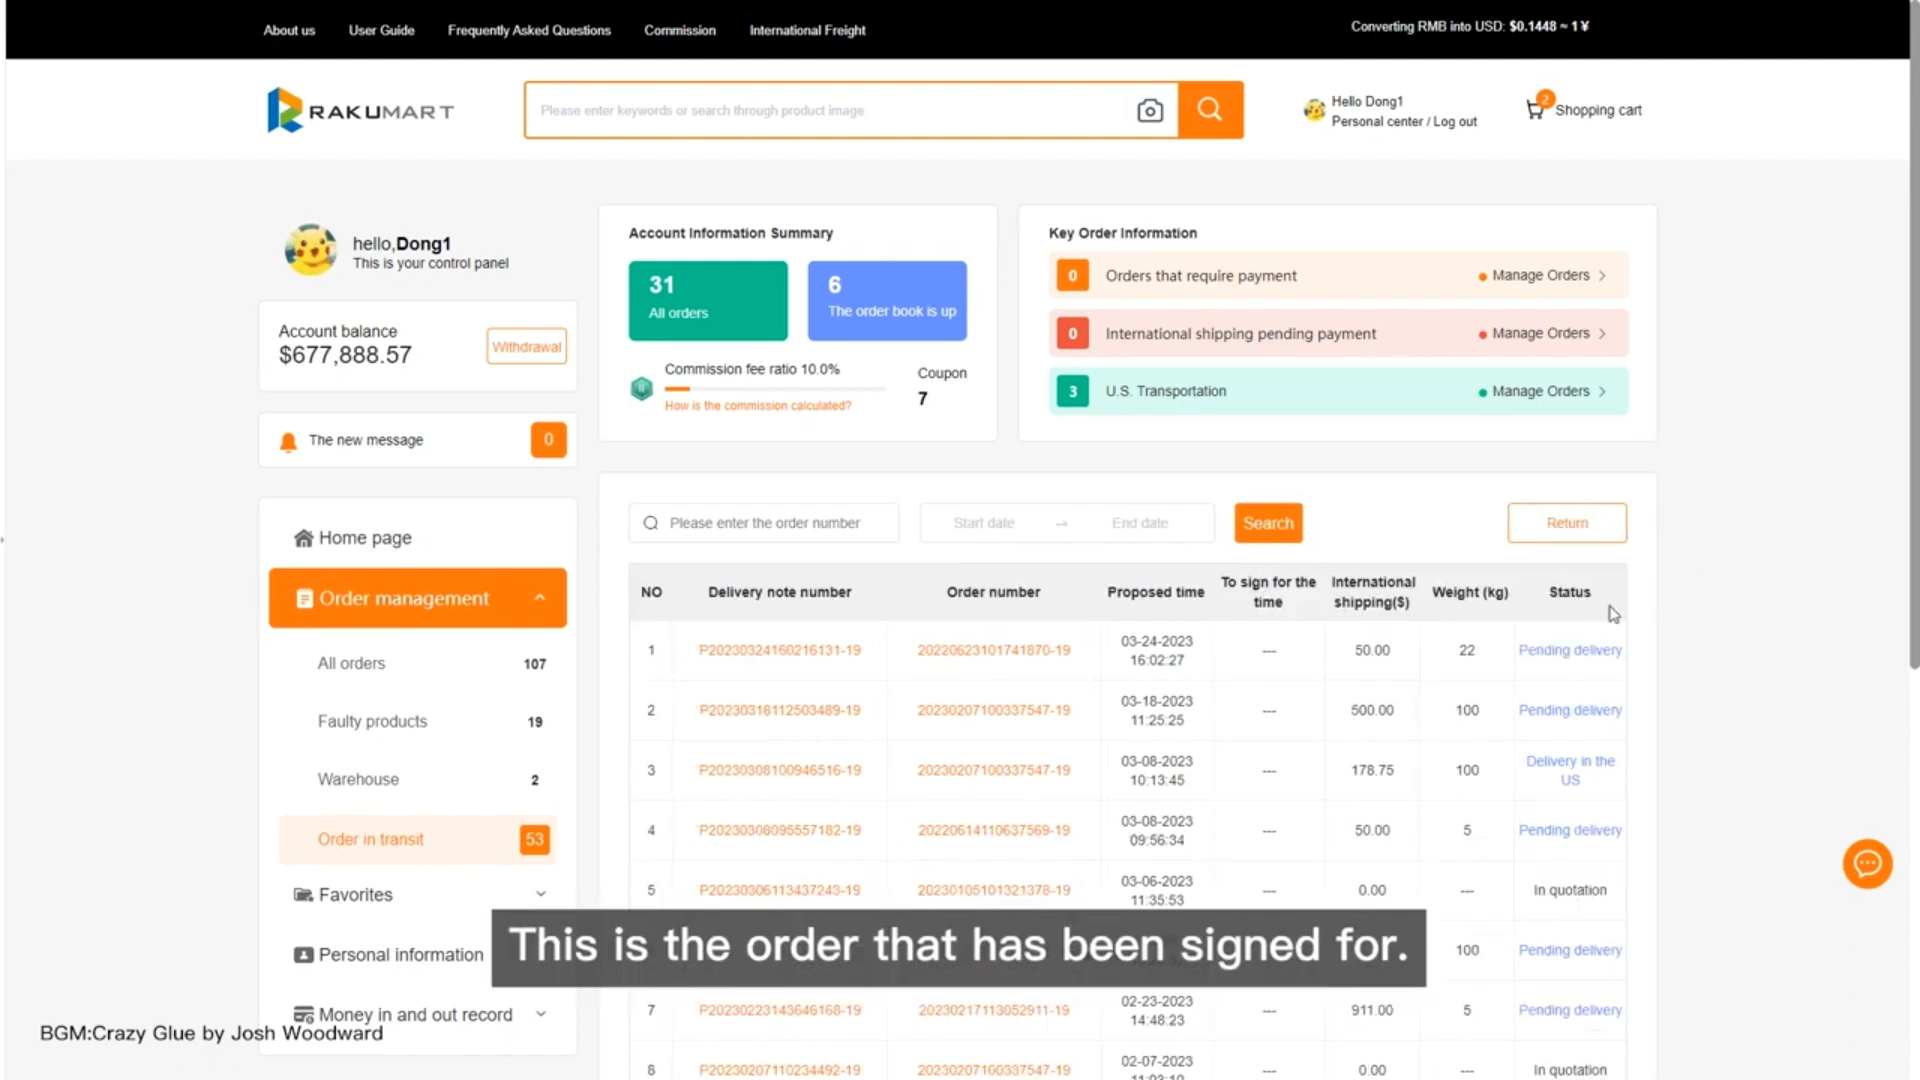 About us
User Guide
Frequently Asked Questions
Commission
International Freight
Converting RMB into USD: $0.1448 ≈ 1 ¥
RAKUMART
Please enter keywords or search through product image
Hello Dong1
Personal center / Log out
2
Shopping cart
hello,Dong1
This is your control panel
Account balance
$677,888.57
Withdrawal
The new message
0
Account Information Summary
31
All orders
6
The order book is up
Commission fee ratio 10.0%
How is the commission calculated?
Coupon
7
Key Order Information
0 Orders that require payment Manage Orders
0 International shipping pending payment Manage Orders
3 U.S. Transportation Manage Orders
Home page
Order management
All orders 107
Faulty products 19
Warehouse 2
Order in transit 53
Favorites
Personal information
Money in and out record
Please enter the order number
Start date
End date
Search
Return
NO Delivery note number Order number Proposed time To sign for the time International shipping($) Weight (kg) Status
1 P20230324160216131-19 20220623101741870-19 03-24-2023 16:02:27 --- 50.00 22 Pending delivery
2 P20230318112503489-19 20230207100337547-19 03-18-2023 11:25:25 --- 500.00 100 Pending delivery
3 P20230308100946516-19 20230207100337547-19 03-08-2023 10:13:45 --- 178.75 100 Delivery in the US
4 P20230308095557182-19 20220614110637569-19 03-08-2023 09:56:34 --- 50.00 5 Pending delivery
5 P20230306113437243-19 20230105101321378-19 03-06-2023 11:35:53 --- 0.00 --- In quotation
100 Pending delivery
7 P20230223143646168-19 20230217113052911-19 02-23-2023 14:48:23 --- 911.00 5 Pending delivery
8 P20230207110234492-19 20230207100337547-19 02-07-2023 --- 0.00 --- In quotation
This is the order that has been signed for.
BGM:Crazy Glue by Josh Woodward